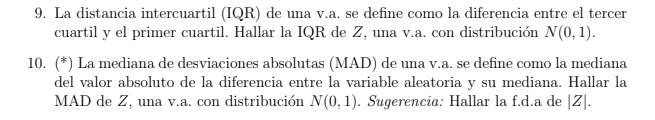 9. La distancia intercuartil (IQR) de una v.a. se define como la diferencia entre el tercer
cuartil y el primer cuartil. Hallar la IQR de Z, una v.a. con distribución N(0, 1).
10. (*) La mediana de desviaciones absolutas (MAD) de una v.a. se define como la mediana
del valor absoluto de la diferencia entre la variable aleatoria y su mediana. Hallar la
MAD de Z, una v.a. con distribución N(0, 1). Sugerencia: Hallar la f.d.a de |Z|.